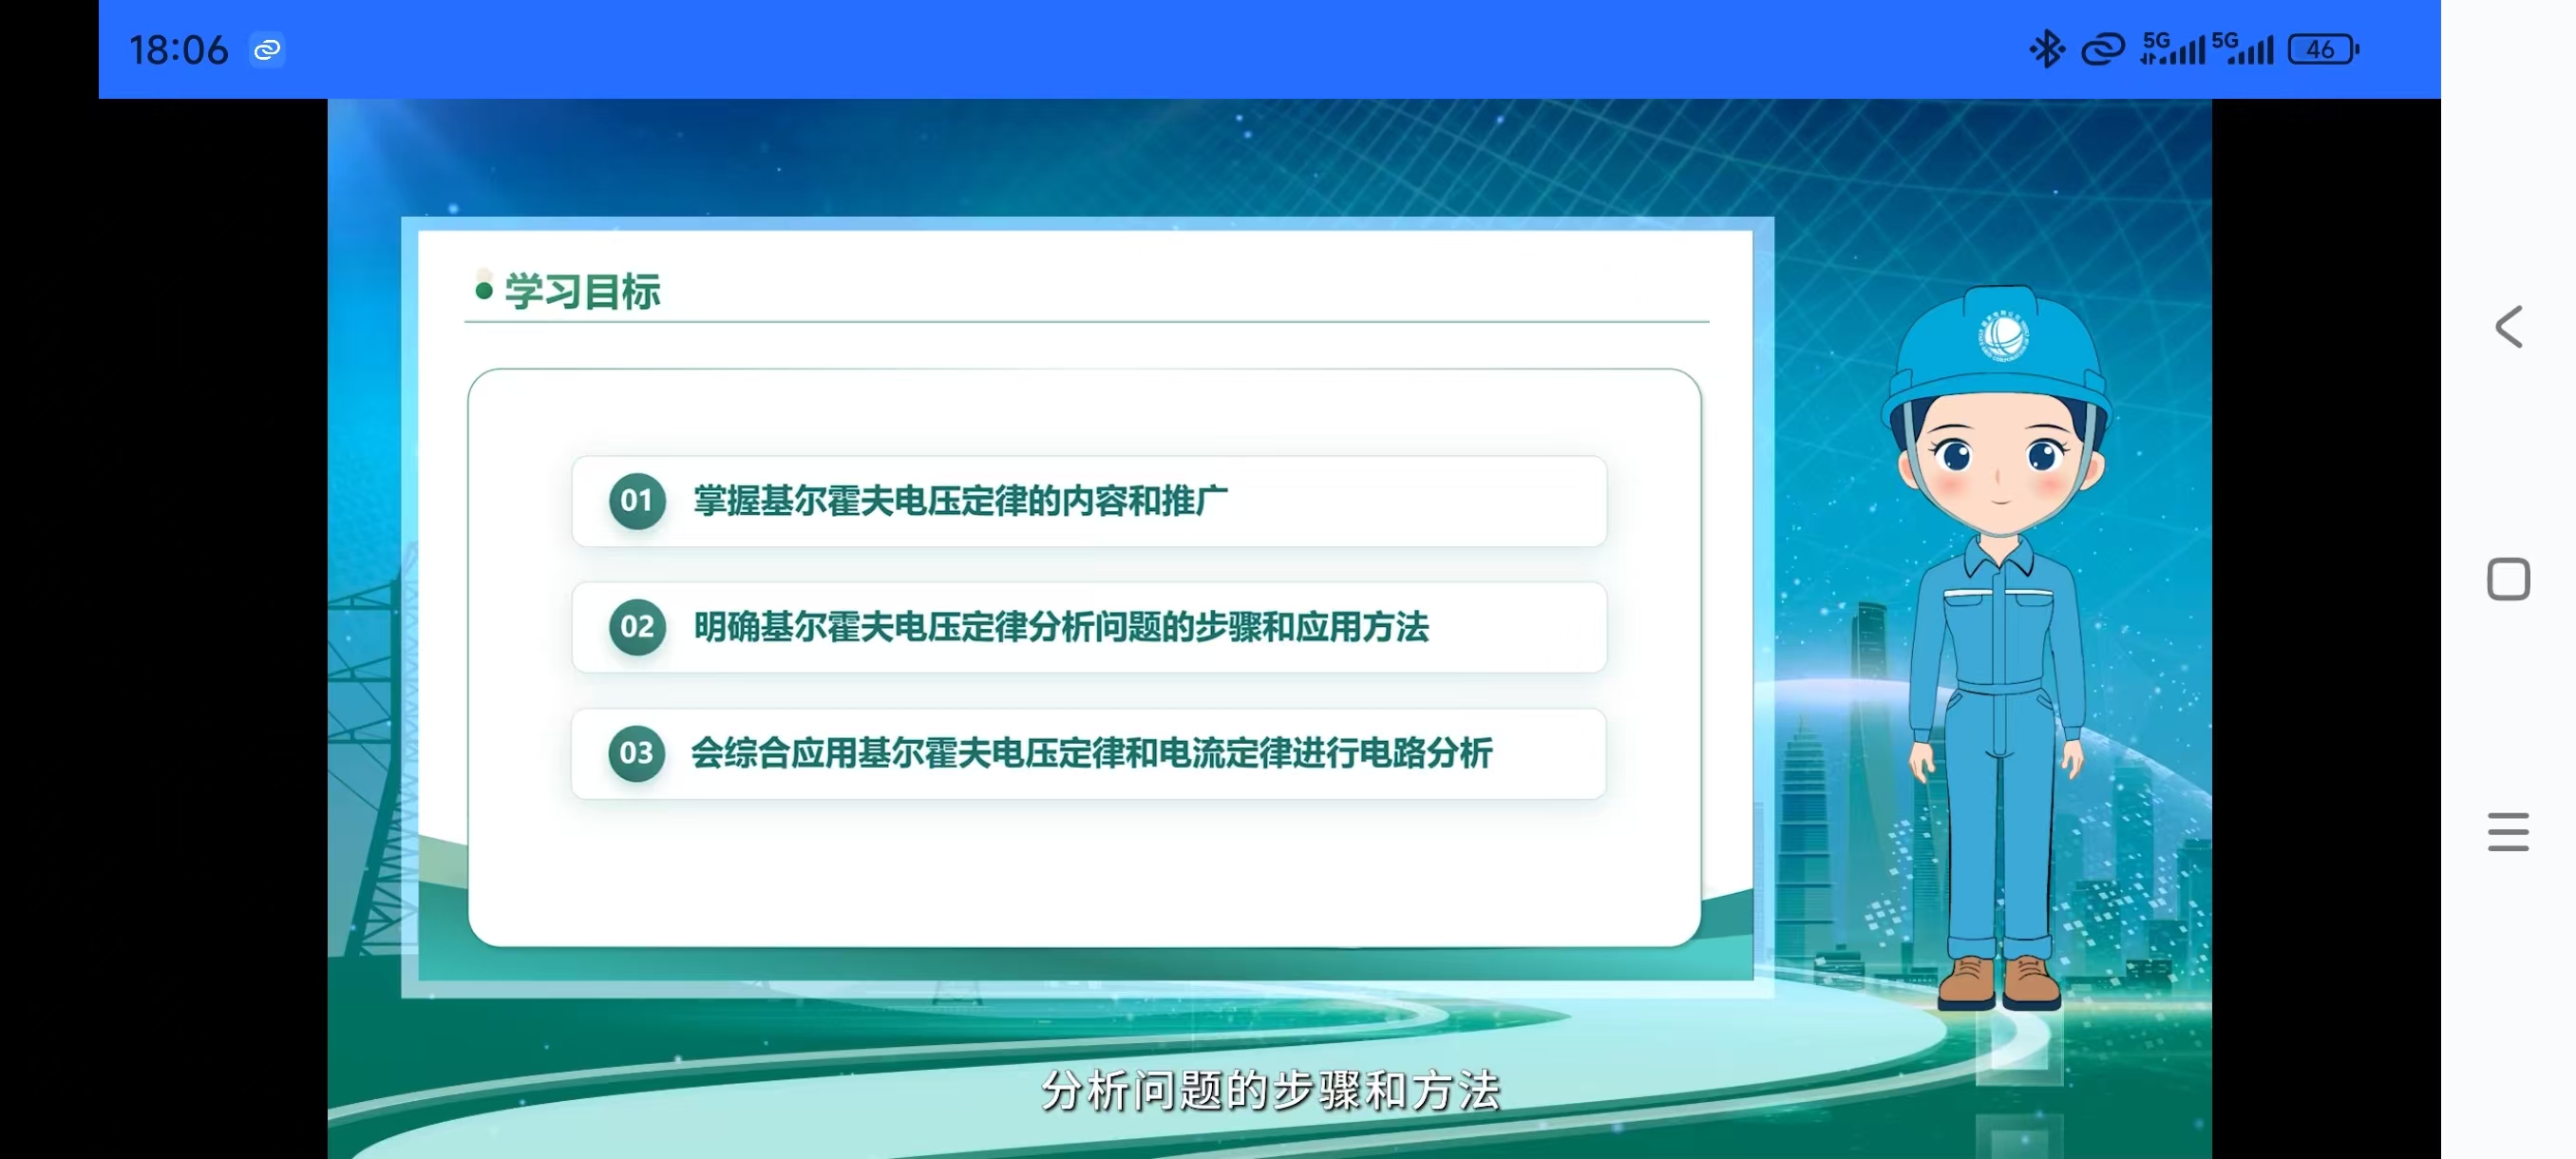 18:06
5G 5G 46
学习目标
01 掌握基尔霍夫电压定律的内容和推广
02 明确基尔霍夫电压定律分析问题的步骤和应用方法
03 会综合应用基尔霍夫电压定律和电流定律进行电路分析
分析问题的步骤和方法